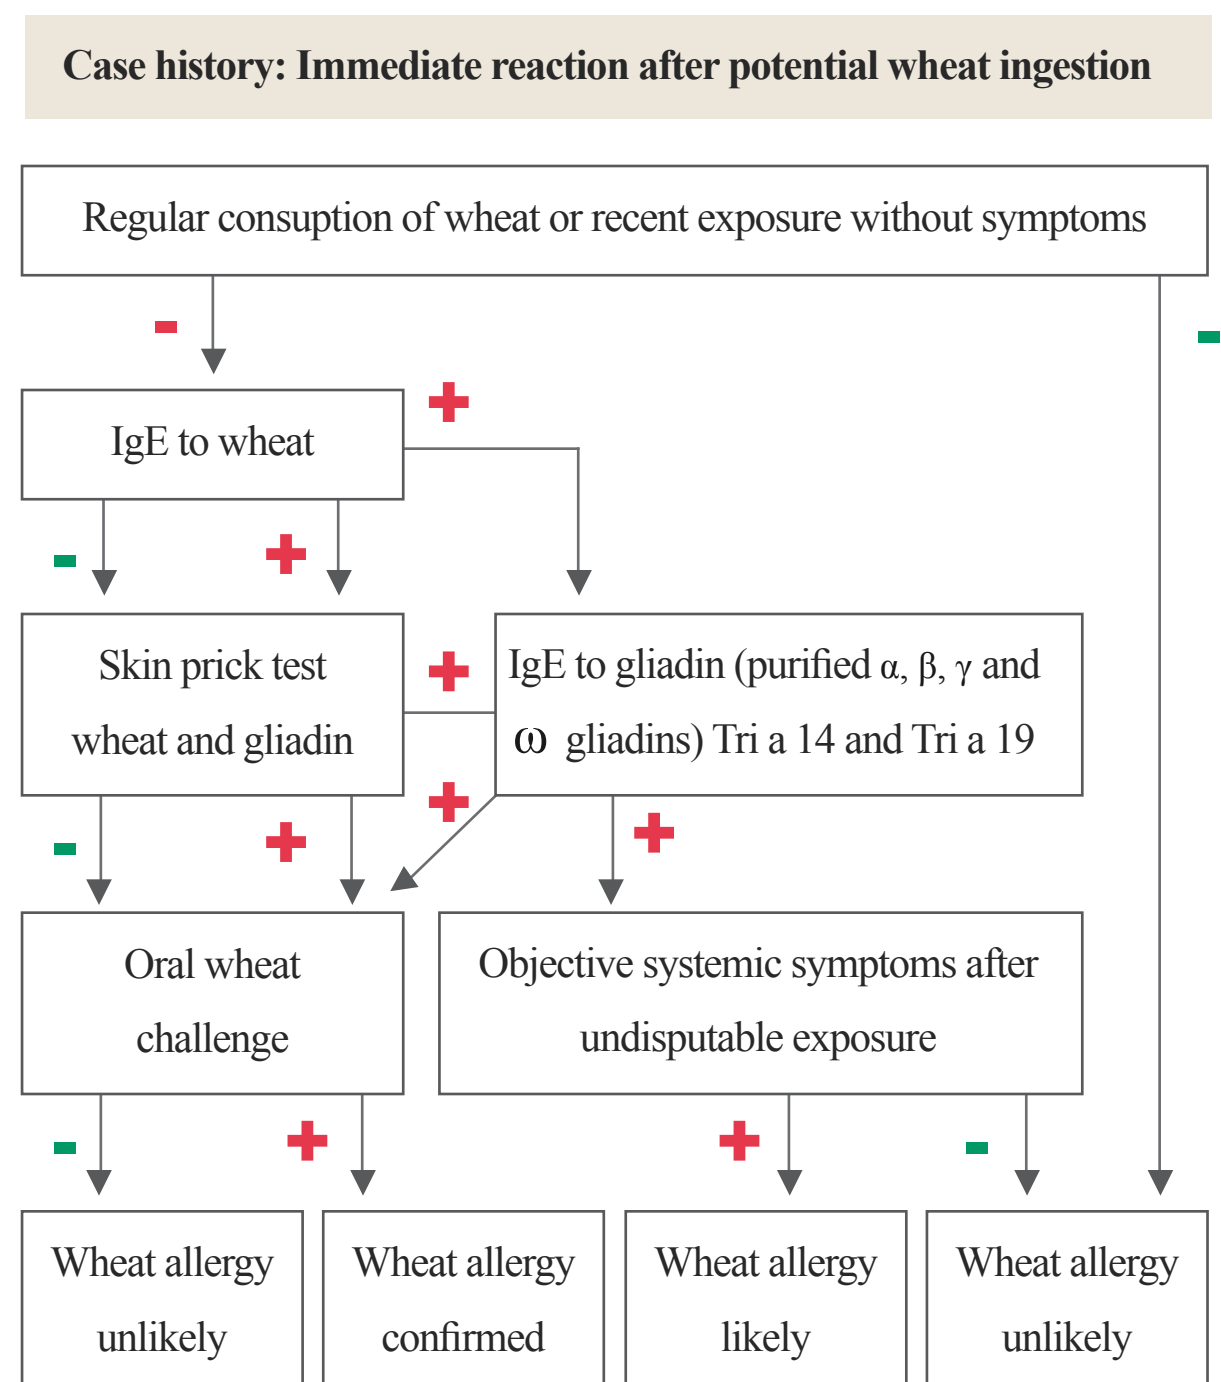 Case history: Immediate reaction after potential wheat ingestion
Regular consuption of wheat or recent exposure without symptoms
-
-
IgE to wheat
+
-
+
Skin prick test
wheat and gliadin
+
IgE to gliadin (purified α, β, γ and
ω gliadins) Tri a 14 and Tri a 19
-
+
+
+
Oral wheat
challenge
Objective systemic symptoms after
undisputable exposure
-
+
+
-
Wheat allergy
unlikely
Wheat allergy
confirmed
Wheat allergy
likely
Wheat allergy
unlikely